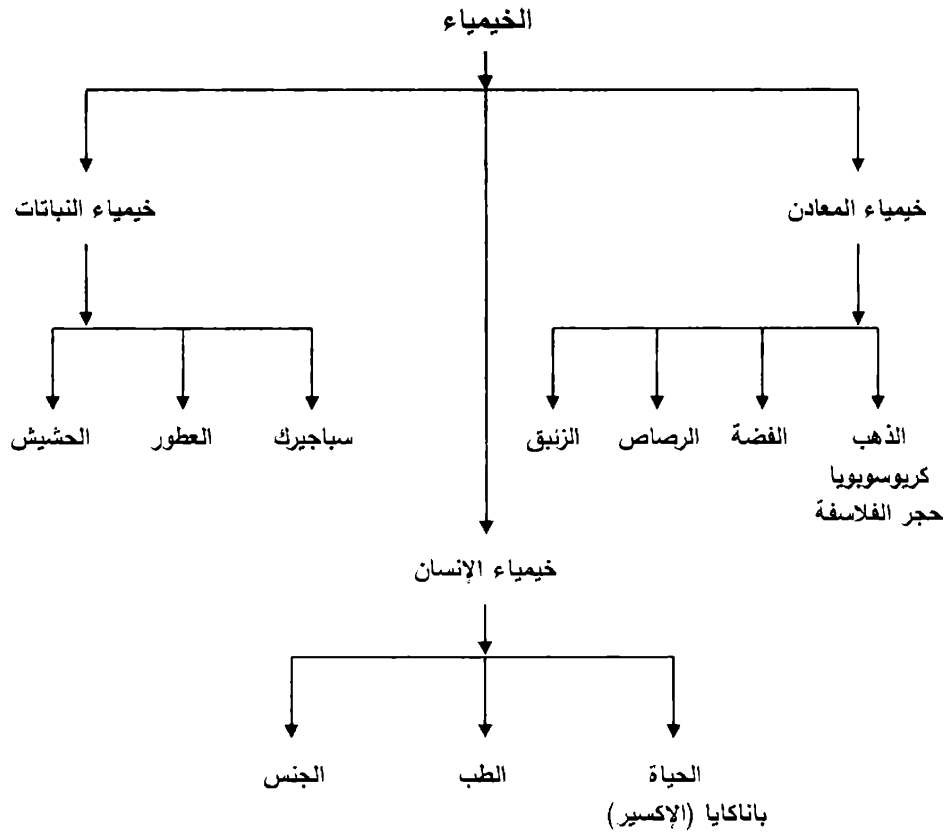 الخيمياء
خيمياء المعادن
خيمياء النباتات
الذهب
كريوسوبويا
حجر الفلاسفة
الفضة
الرصاص
الزئبق
سباجيرك
العطور
الحشيش
خيمياء الإنسان
الحياة
باناكايا (الإكسير)
الطب
الجنس